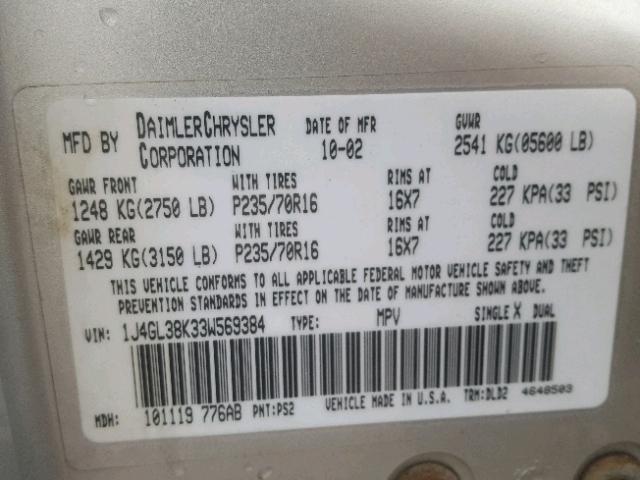 MFD BY DAIMLERCHRYSLER CORPORATION DATE OF MFR 10-02 GVWR 2541 KG(05600 LB)
GAWR FRONT WITH TIRES RIMS AT COLD
1248 KG(2750 LB) P235/70R16 16X7 227 KPA(33 PSI)
GAWR REAR WITH TIRES RIMS AT COLD
1429 KG(3150 LB) P235/70R16 16X7 227 KPA(33 PSI)
THIS VEHICLE CONFORMS TO ALL APPLICABLE FEDERAL MOTOR VEHICLE SAFETY AND THEFT
PREVENTION STANDARDS IN EFFECT ON THE DATE OF MANUFACTURE SHOWN ABOVE.
VIN: 1J4GL38K33W569384 TYPE: MPV SINGLE X DUAL
MDH: 101119 776AB PNT:PS2 VEHICLE MADE IN U.S.A. TRM:DLD2 4648503